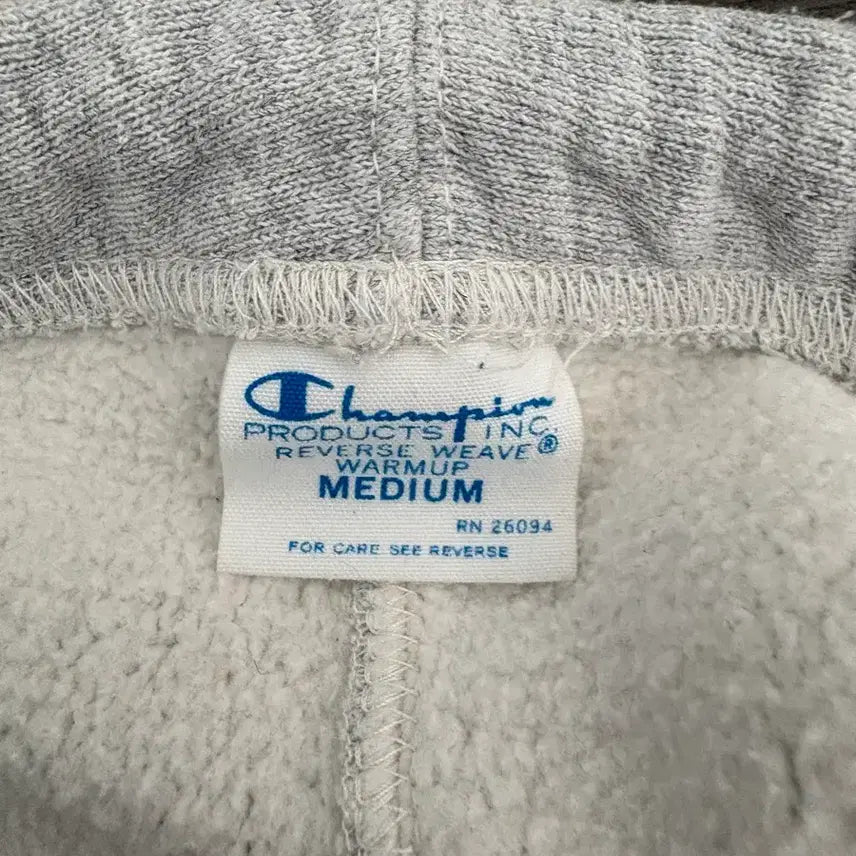 Champion
PRODUCTS INC.
REVERSE WEAVE®
WARMUP
MEDIUM
RN 26094
FOR CARE SEE REVERSE